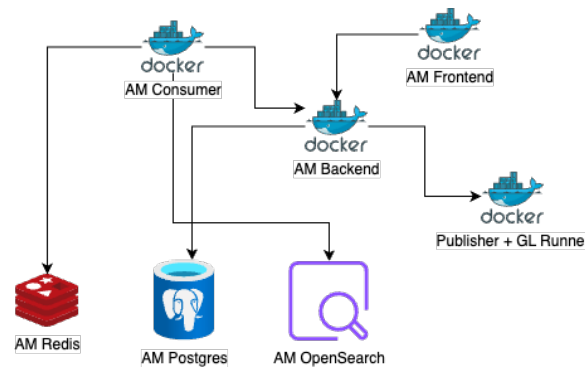 docker
AM Consumer
docker
AM Frontend
docker
AM Backend
docker
Publisher + GL Runne
AM Redis
AM Postgres
AM OpenSearch